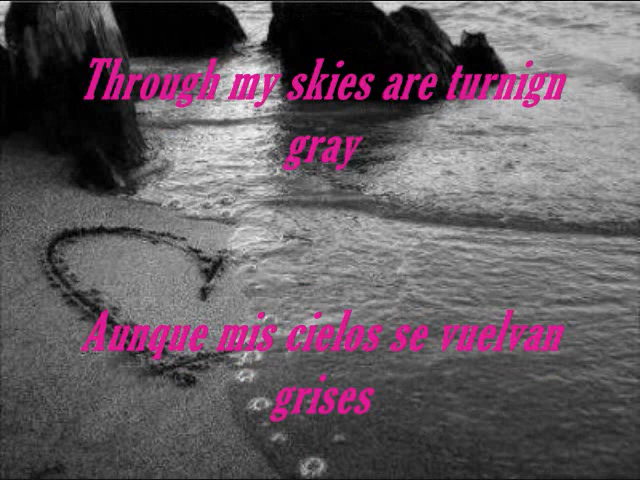 Through my skies are turnign
gray
Aunque mis cielos se vuelvan
grises